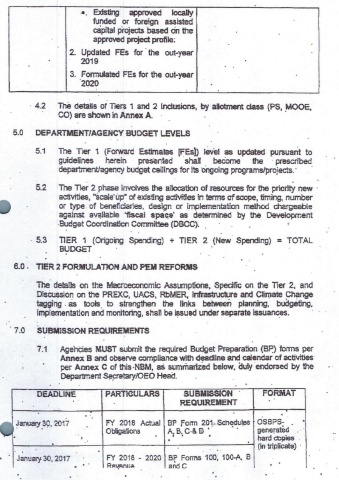 • Existing approved locally
funded or foreign assisted
capital projects based on the
approved project profile:
2. Updated FEs for the out-year
2019
3. Formulated FEs for the out-year
2020
4.2 The details of Tiers 1 and 2 inclusions, by allotment class (PS, MOOE,
CO) are shown in Annex A.
5.0 DEPARTMENT/AGENCY BUDGET LEVELS
5.1 The Tier 1 (Forward Estimates [FEs]) level as updated pursuant to
guidelines herein presented shall become the prescribed
department/agency budget ceilings for its ongoing programs/projects.
5.2 The Tier 2 phase involves the allocation of resources for the priority new
activities, "scale up" of existing activities in terms of scope, timing, number
or type of beneficiaries, design or implementation method chargeable
against available 'fiscal space' as determined by the Development
Budget Coordination Committee (DBCC).
5.3 TIER 1 (Ongoing Spending) + TIER 2 (New Spending) = TOTAL
BUDGET
6.0 TIER 2 FORMULATION AND PEM REFORMS
The details on the Macroeconomic Assumptions, Specific on the Tier 2, and
Discussion on the PREXC, UACS, RbMER, Infrastructure and Climate Change
tagging as tools to strengthen the links between planning, budgeting,
implementation and monitoring, shall be issued under separate issuances.
7.0 SUBMISSION REQUIREMENTS
7.1 Agencies MUST submit the required Budget Preparation (BP) forms per
Annex B and observe compliance with deadline and calendar of activities
per Annex C of this NBM, as summarized below, duly endorsed by the
Department Secretary/OEO Head.
DEADLINE PARTICULARS SUBMISSION REQUIREMENT FORMAT
January 30, 2017 FY 2016 Actual Obligations BP Form 201 Schedules A, B, C & D OSBPS-generated hard copies (in triplicate)
January 30, 2017 FY 2016 - 2020 Revenue BP Forms 100, 100-A, B and C